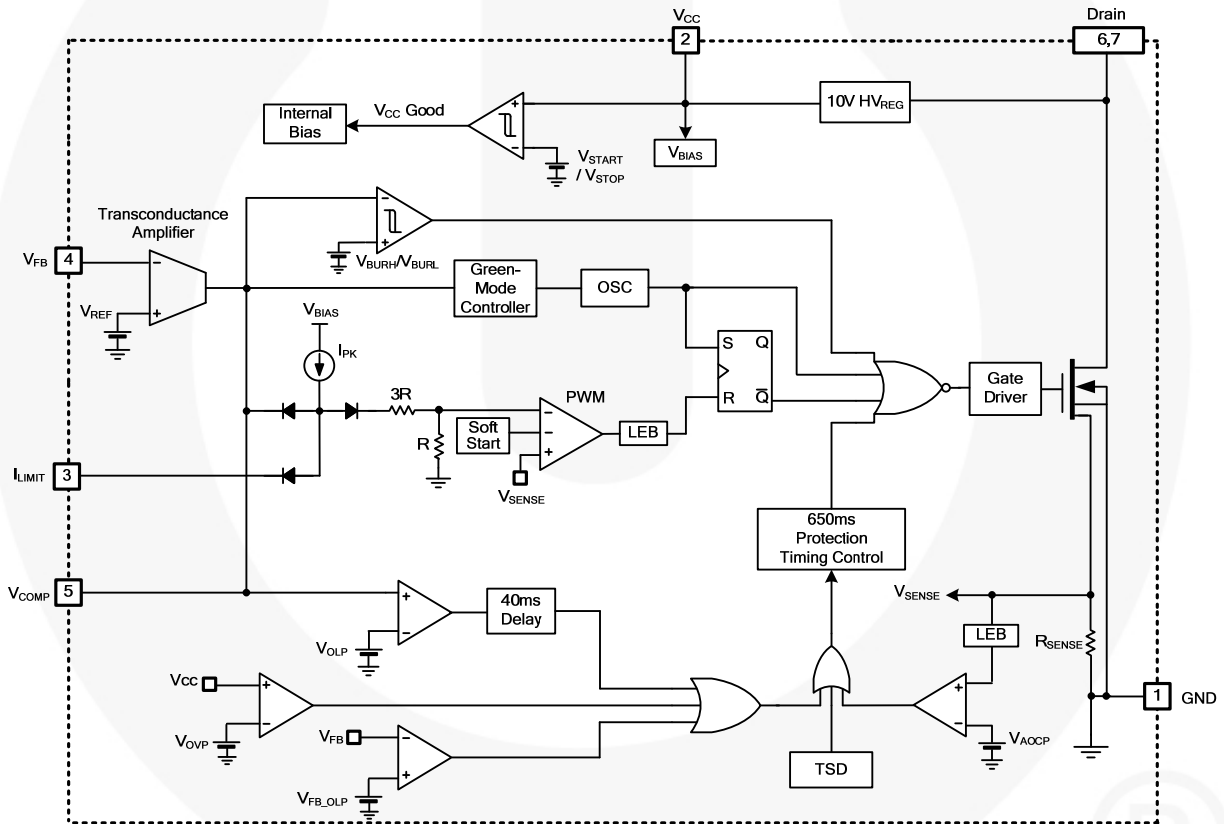 VCC
Drain
2
6,7
10V HVREG
Internal
Bias
VCC Good
+
−
VSTART
/ VSTOP
VBIAS
Transconductance
Amplifier
−
+
VBURH/VBURL
VFB
4
−
+
VREF
Green-
Mode
Controller
OSC
VBIAS
IPK
S
Q
R
Q̅
Gate
Driver
3R
PWM
R
Soft
Start
−
−
+
LEB
VSENSE
ILIMIT
3
650ms
Protection
Timing Control
VCOMP
5
+
−
40ms
Delay
VOLP
VSENSE
LEB
RSENSE
Vcc
+
−
VOVP
+
−
VAOCP
1
GND
VFB
−
+
VFB_OLP
TSD
®